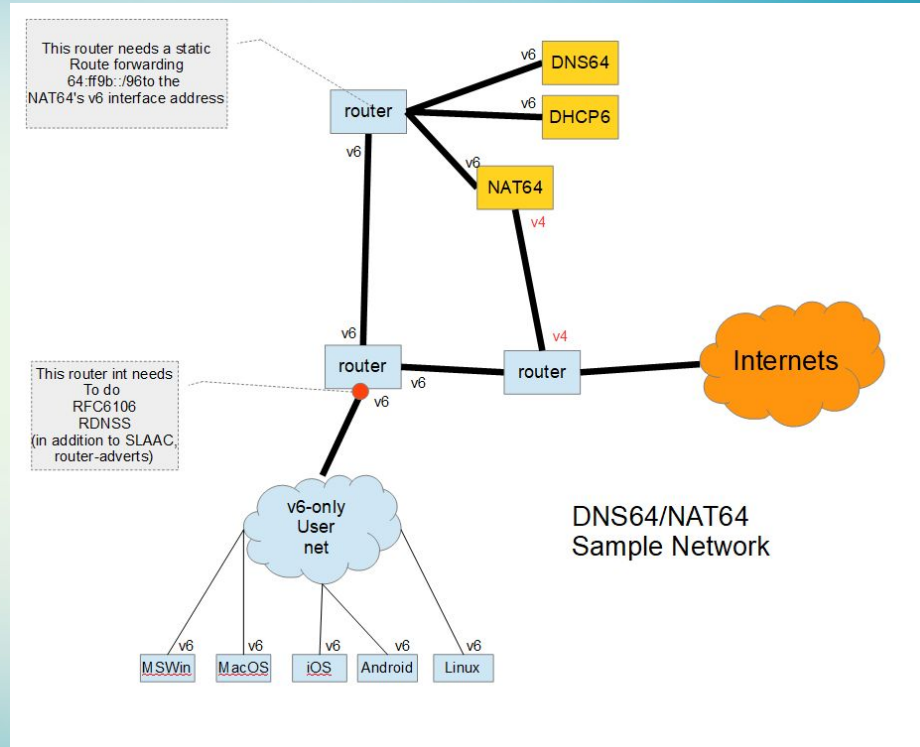 This router needs a static
Route forwarding
64:ff9b::/96to the
NAT64's v6 interface address
v6
DNS64
v6
DHCP6
router
v6
v6
NAT64
v4
v6
v4
router
v6
router
Internets
This router int needs
To do
RFC6106
RDNSS
(in addition to SLAAC,
router-adverts)
v6
v6-only
User
net
DNS64/NAT64
Sample Network
v6
v6
v6
v6
v6
MSWin
MacOS
iOS
Android
Linux